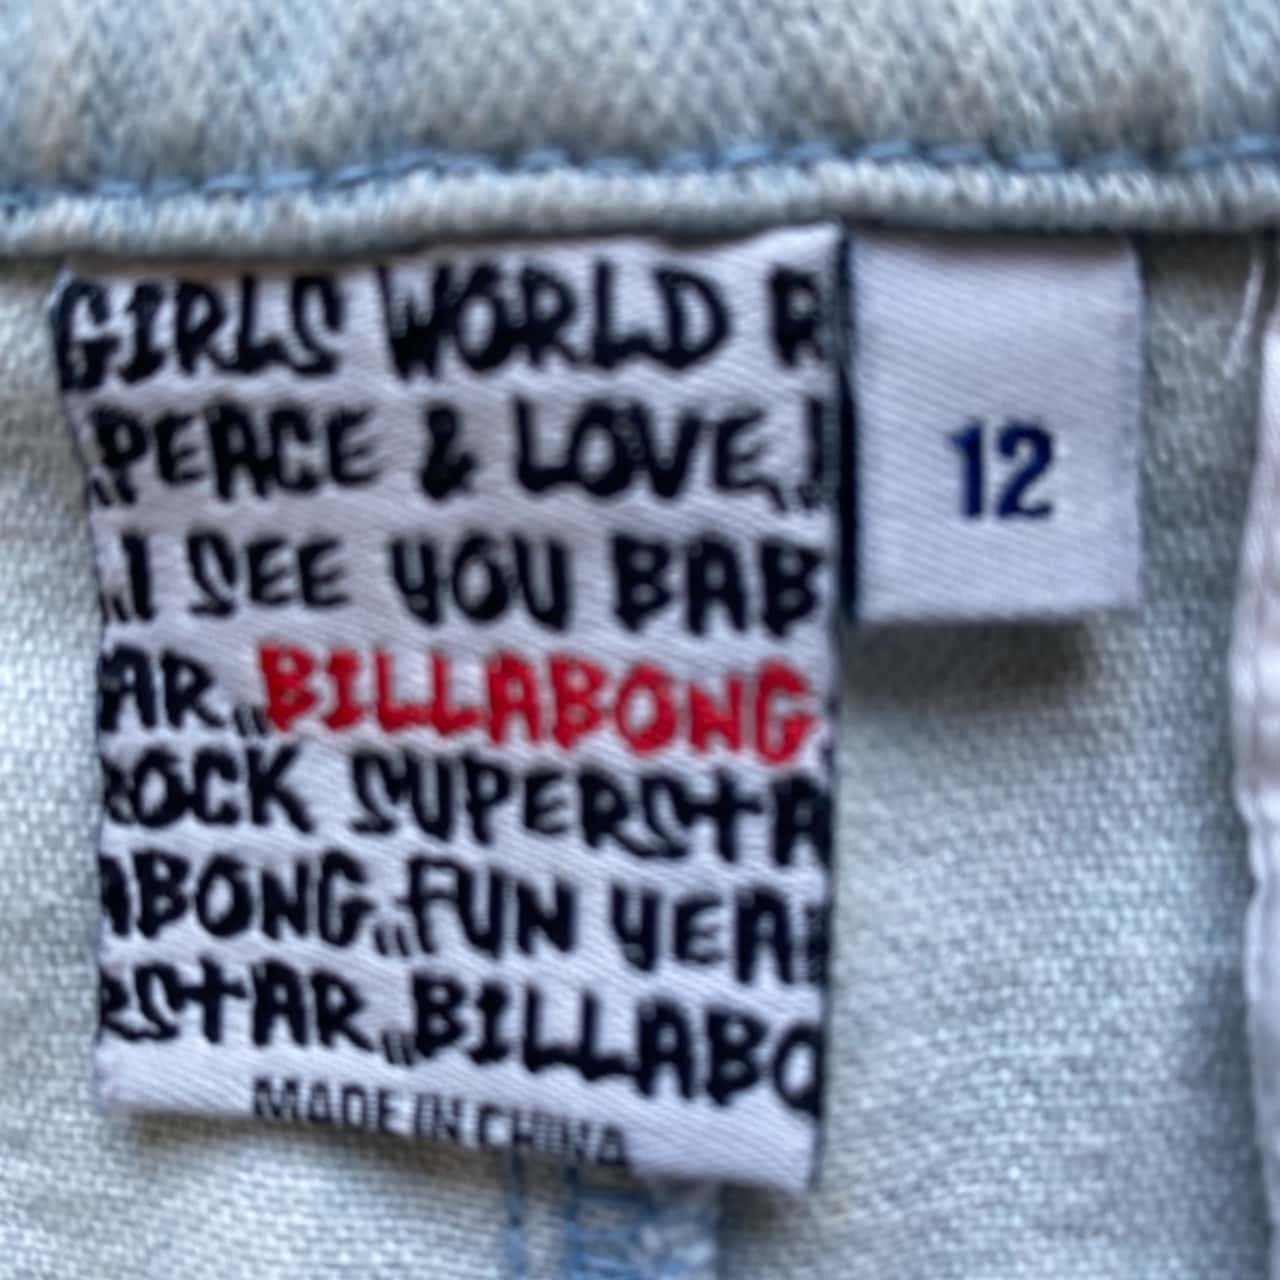 GIRLS WORLD R
,,PEACE & LOVE,,
,,I SEE YOU BAB
AR,,BILLABONG,
ROCK SUPERSTA
ABONG,,FUN YEA
RSTAR,,BILLABO
MADE IN CHINA
12